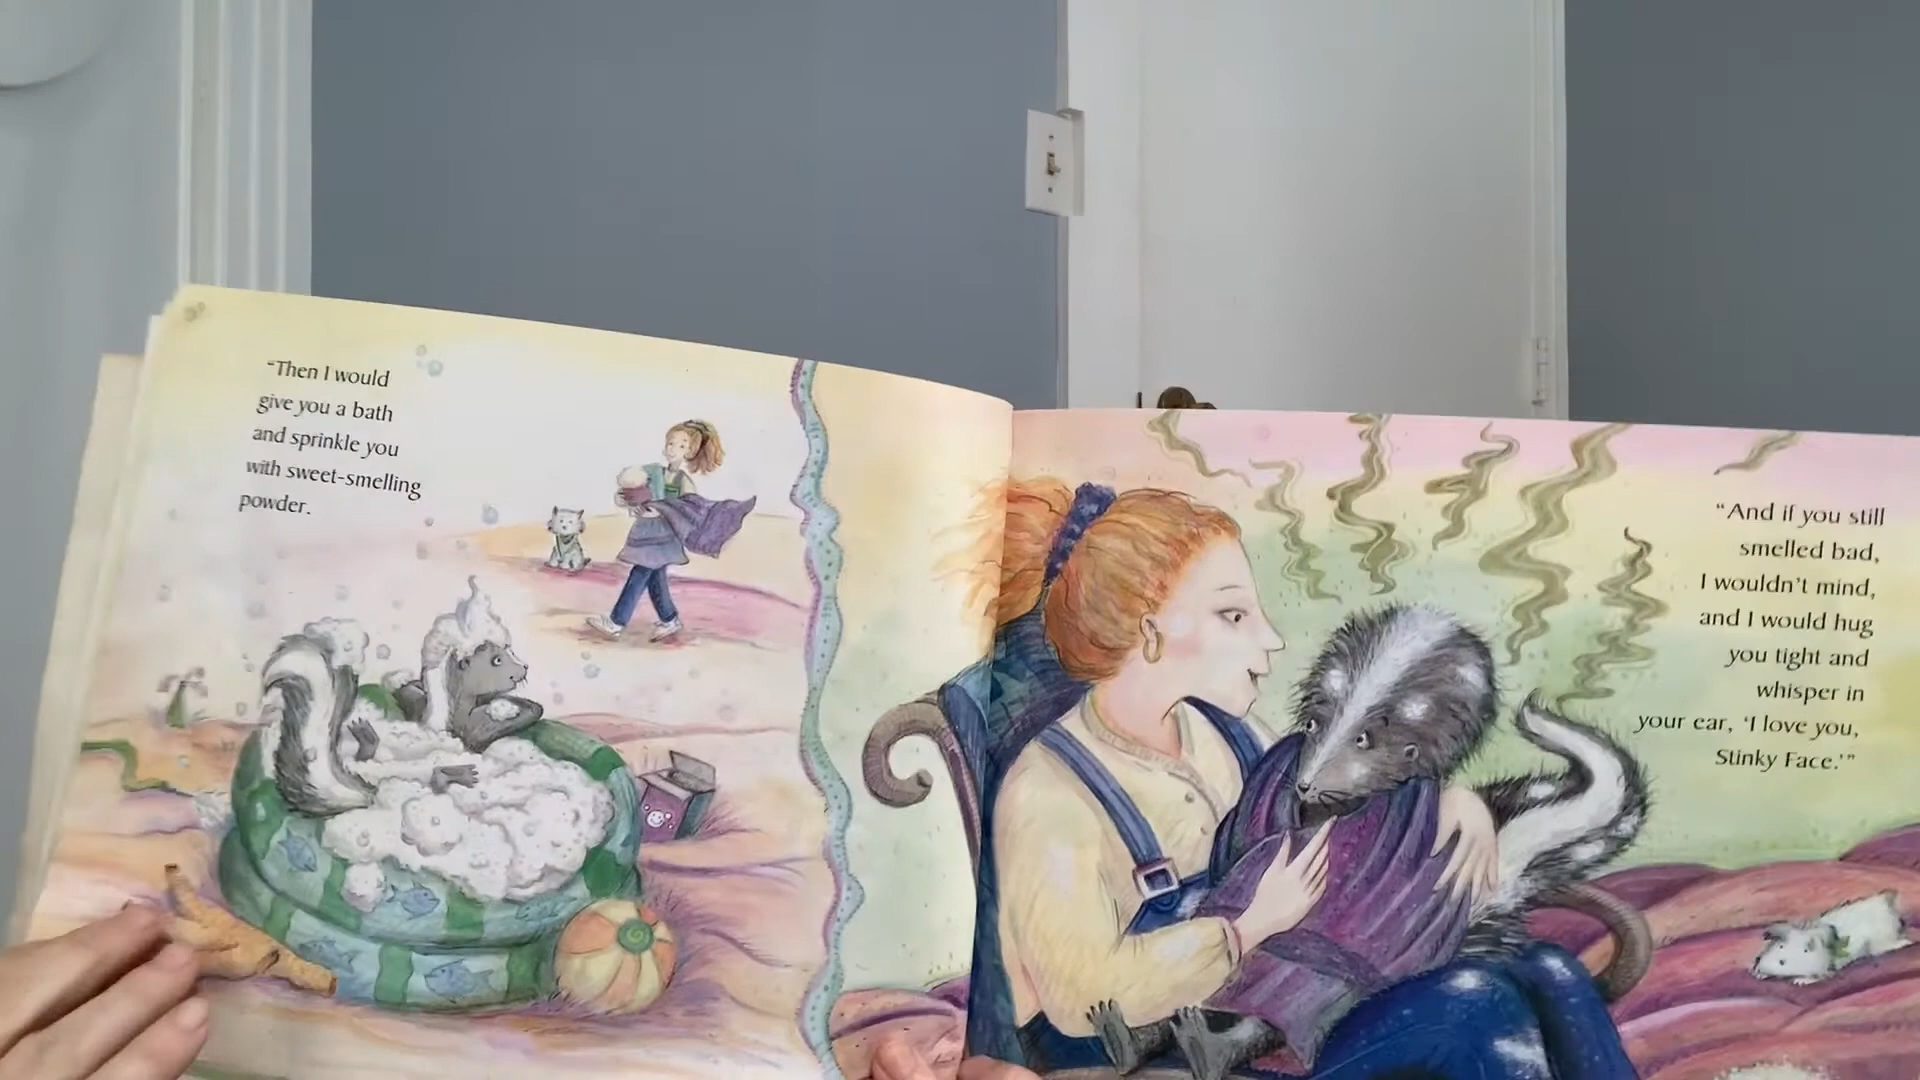 "Then I would
give you a bath
and sprinkle you
with sweet-smelling
powder.
"And if you still
smelled bad,
I wouldn't mind,
and I would hug
you tight and
whisper in
your ear, 'I love you,
Stinky Face.'"